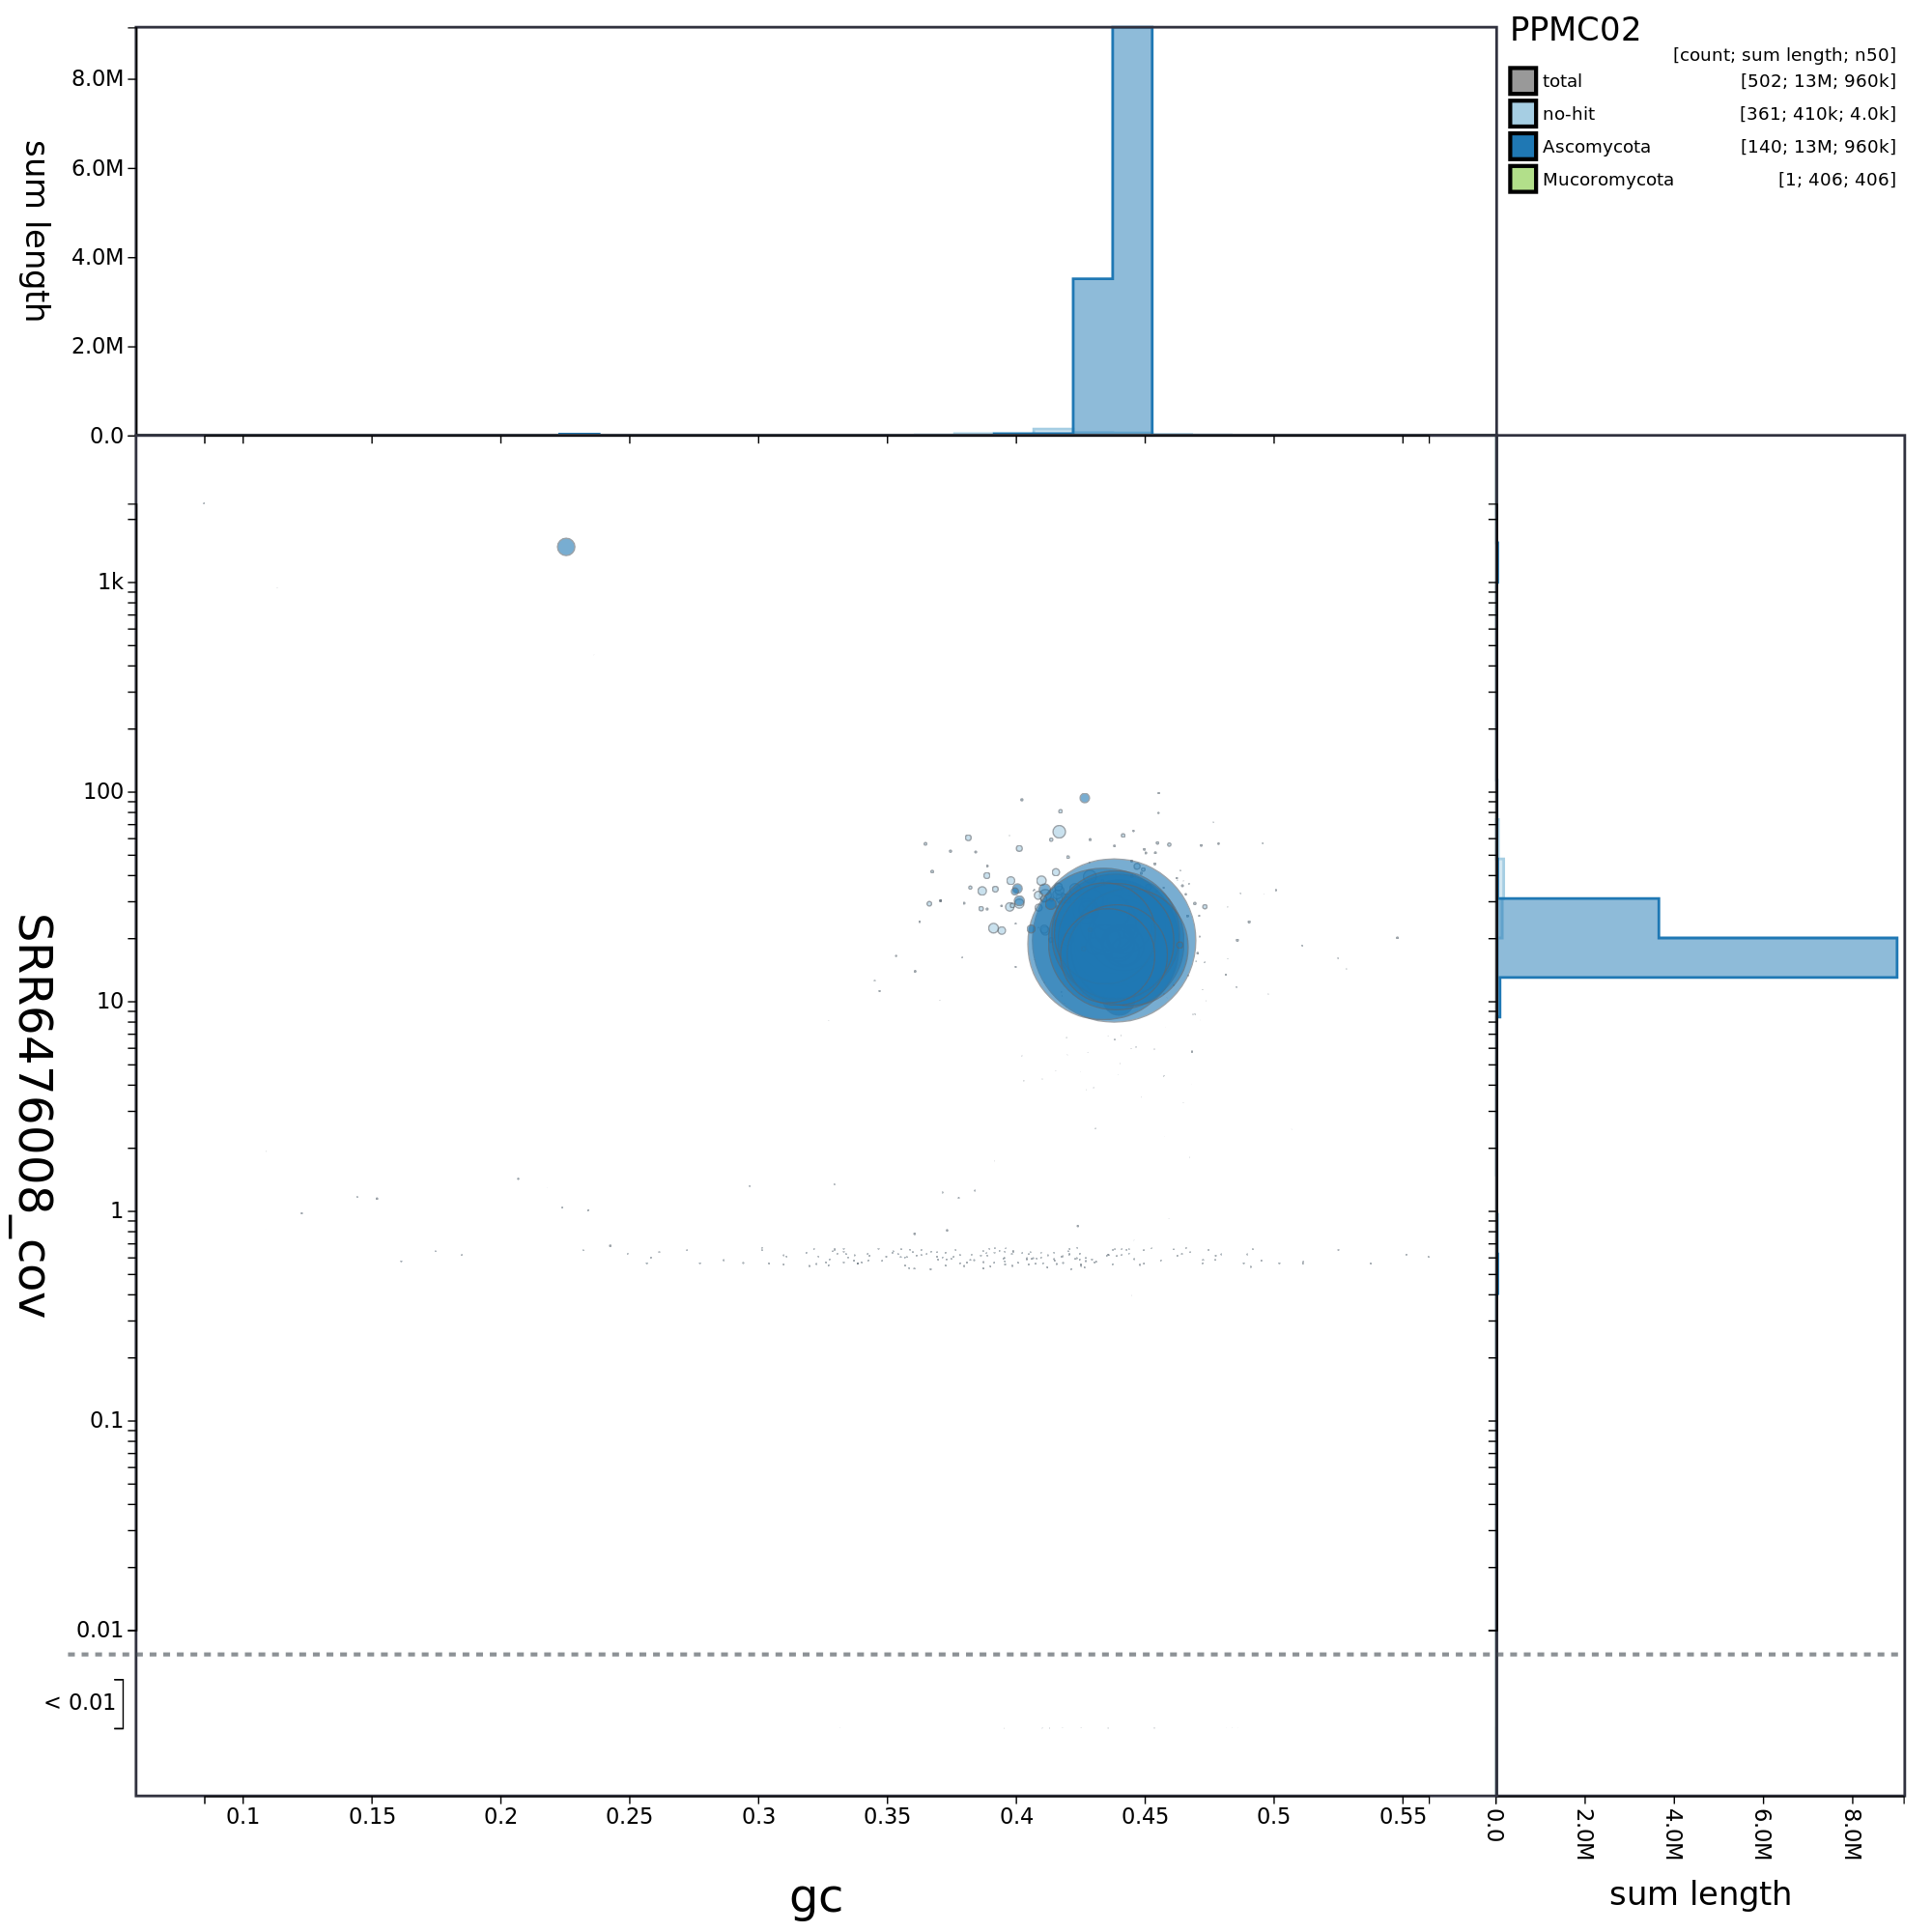 PPMC02
[count; sum length; n50]
total [502; 13M; 960k]
no-hit [361; 410k; 4.0k]
Ascomycota [140; 13M; 960k]
Mucoromycota [1; 406; 406]
sum length
8.0M
6.0M
4.0M
2.0M
0.0
SRR6476008_cov
1k
100
10
1
0.1
0.01
< 0.01
0.1 0.15 0.2 0.25 0.3 0.35 0.4 0.45 0.5 0.55
gc
0.0 2.0M 4.0M 6.0M 8.0M
sum length